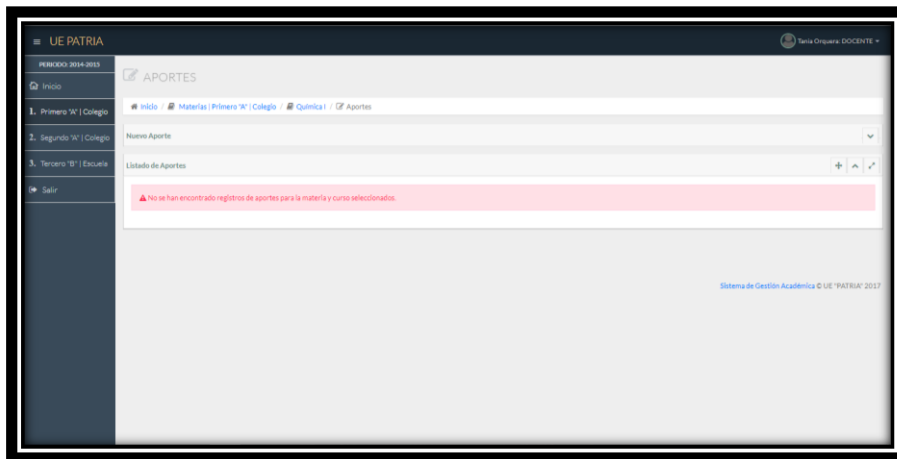 UE PATRIA
Tania Orquera: DOCENTE
PERIODO: 2014-2015
Inicio
1. Primero "A" | Colegio
2. Segundo "A" | Colegio
3. Tercero "B" | Escuela
Salir
APORTES
Inicio / Materias | Primero "A" | Colegio / Química I / Aportes
Nuevo Aporte
Listado de Aportes
No se han encontrado registros de aportes para la materia y curso seleccionados.
Sistema de Gestión Académica © UE "PATRIA" 2017